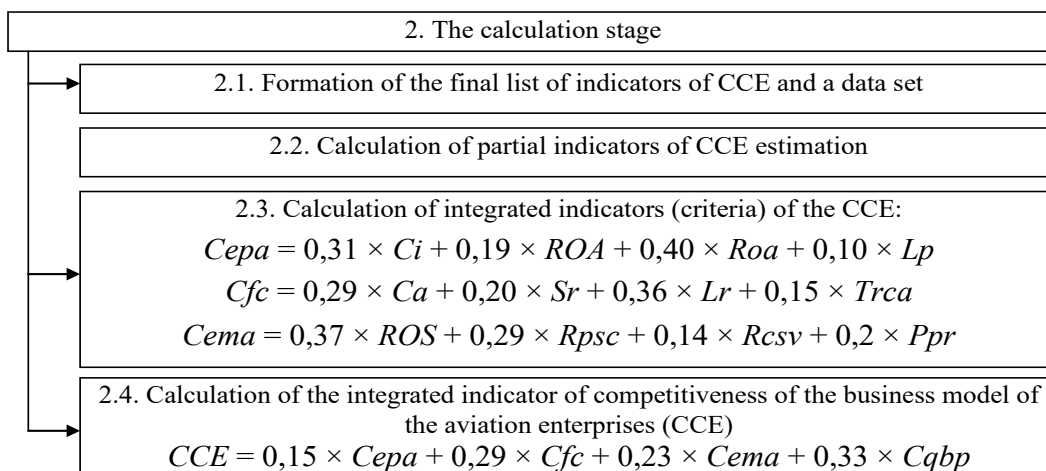 2. The calculation stage
2.1. Formation of the final list of indicators of CCE and a data set
2.2. Calculation of partial indicators of CCE estimation
2.3. Calculation of integrated indicators (criteria) of the CCE:
Cepa = 0,31 × Ci + 0,19 × ROA + 0,40 × Roa + 0,10 × Lp
Cfc = 0,29 × Ca + 0,20 × Sr + 0,36 × Lr + 0,15 × Trca
Cema = 0,37 × ROS + 0,29 × Rpsc + 0,14 × Rcsv + 0,2 × Ppr
2.4. Calculation of the integrated indicator of competitiveness of the business model of
the aviation enterprises (CCE)
CCE = 0,15 × Cepa + 0,29 × Cfc + 0,23 × Cema + 0,33 × Cqbp